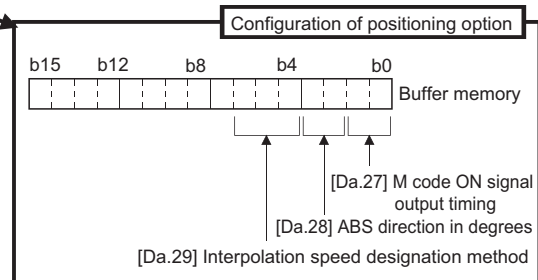 Configuration of positioning option
b15 b12 b8 b4 b0
Buffer memory
[Da.27] M code ON signal
output timing
[Da.28] ABS direction in degrees
[Da.29] Interpolation speed designation method